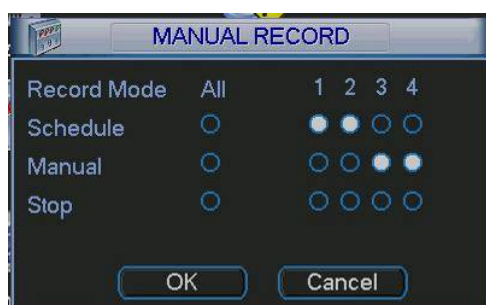 MANUAL RECORD
Record Mode All 1 2 3 4
Schedule
Manual
Stop
OK Cancel